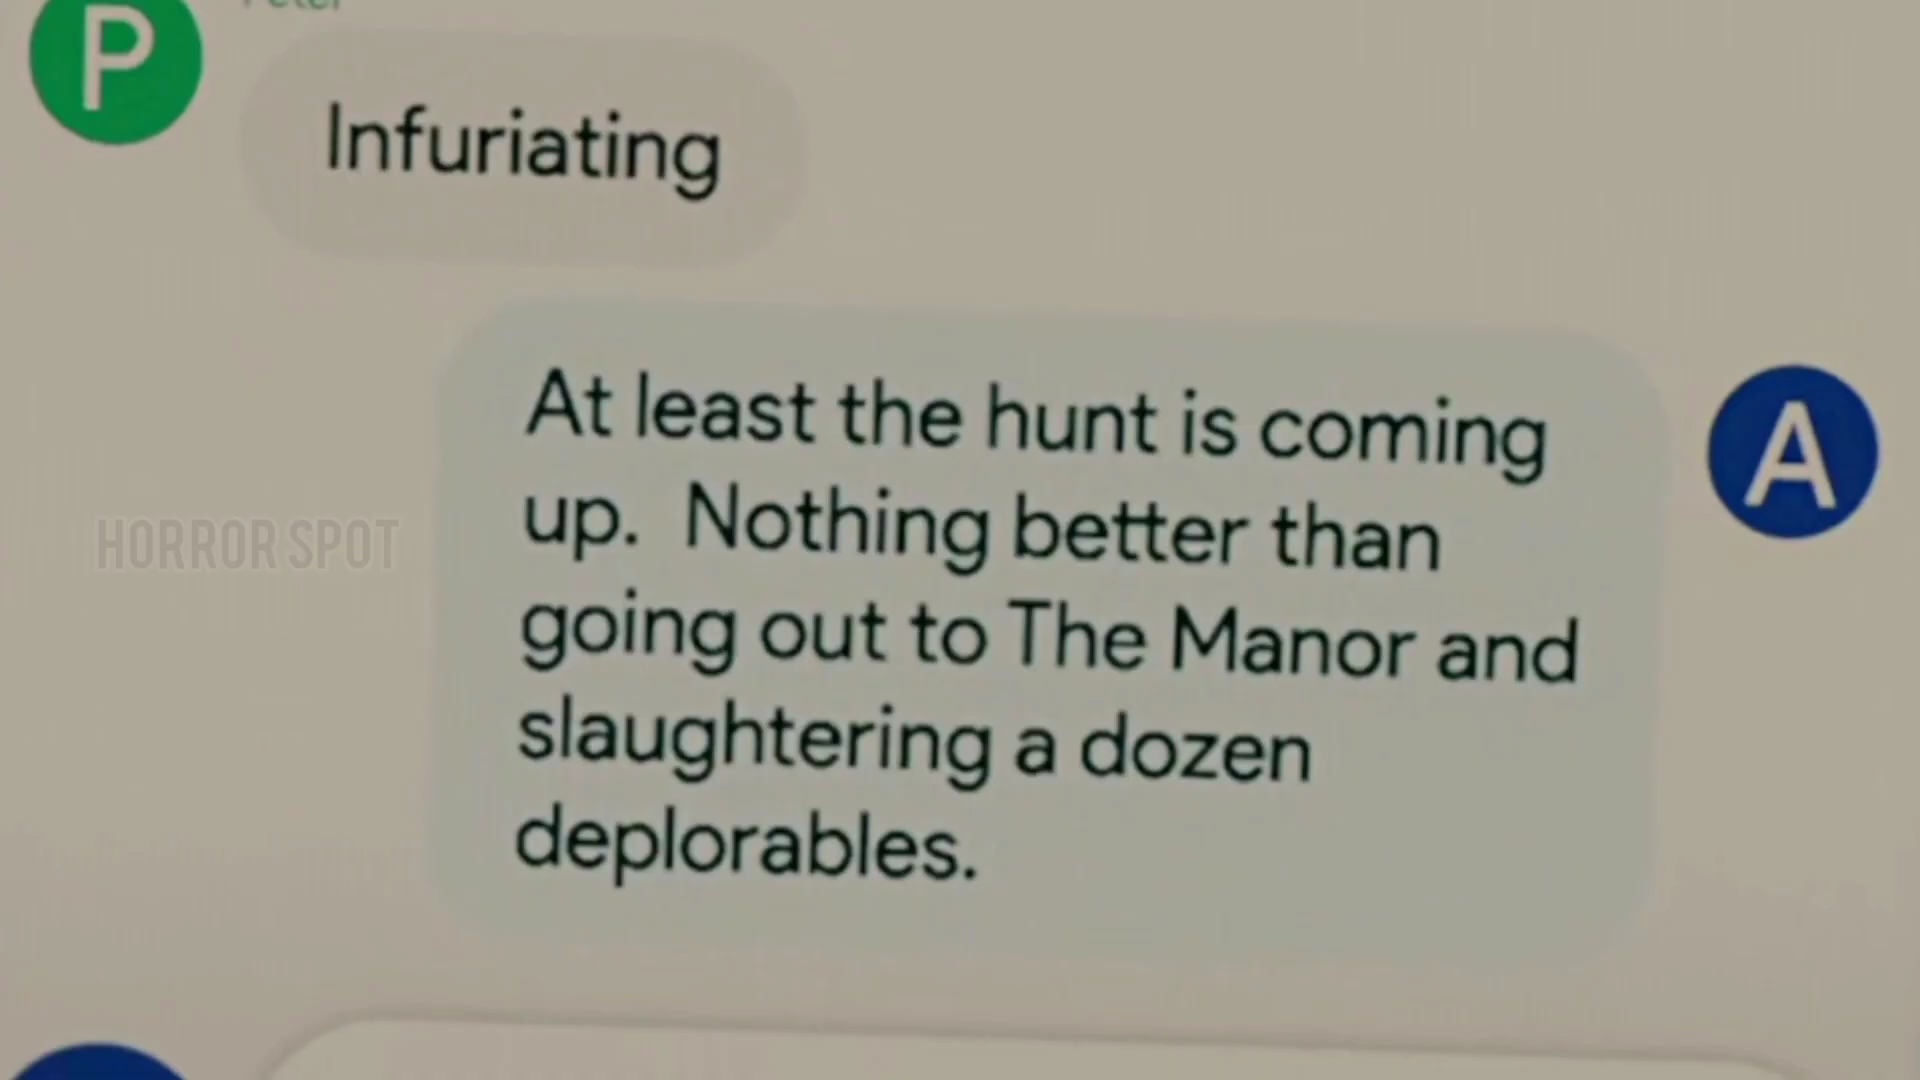 Peter
P
Infuriating
At least the hunt is coming
A
up.  Nothing better than
HORROR SPOT
going out to The Manor and
slaughtering a dozen
deplorables.